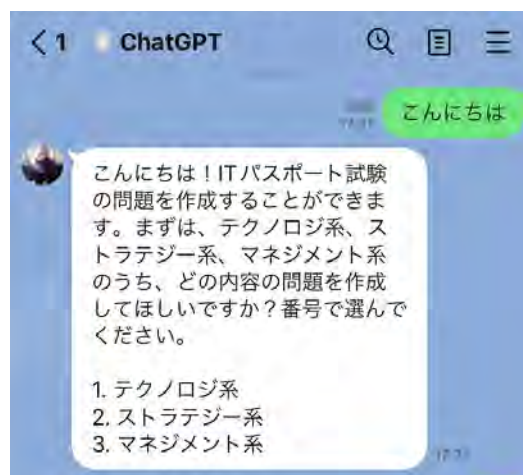 1 ChatGPT
こんにちは
こんにちは！ITパスポート試験
の問題を作成することができま
す。まずは、テクノロジ系、ス
トラテジー系、マネジメント系
のうち、どの内容の問題を作成
してほしいですか？番号で選んで
ください。
1. テクノロジ系
2. ストラテジー系
3. マネジメント系